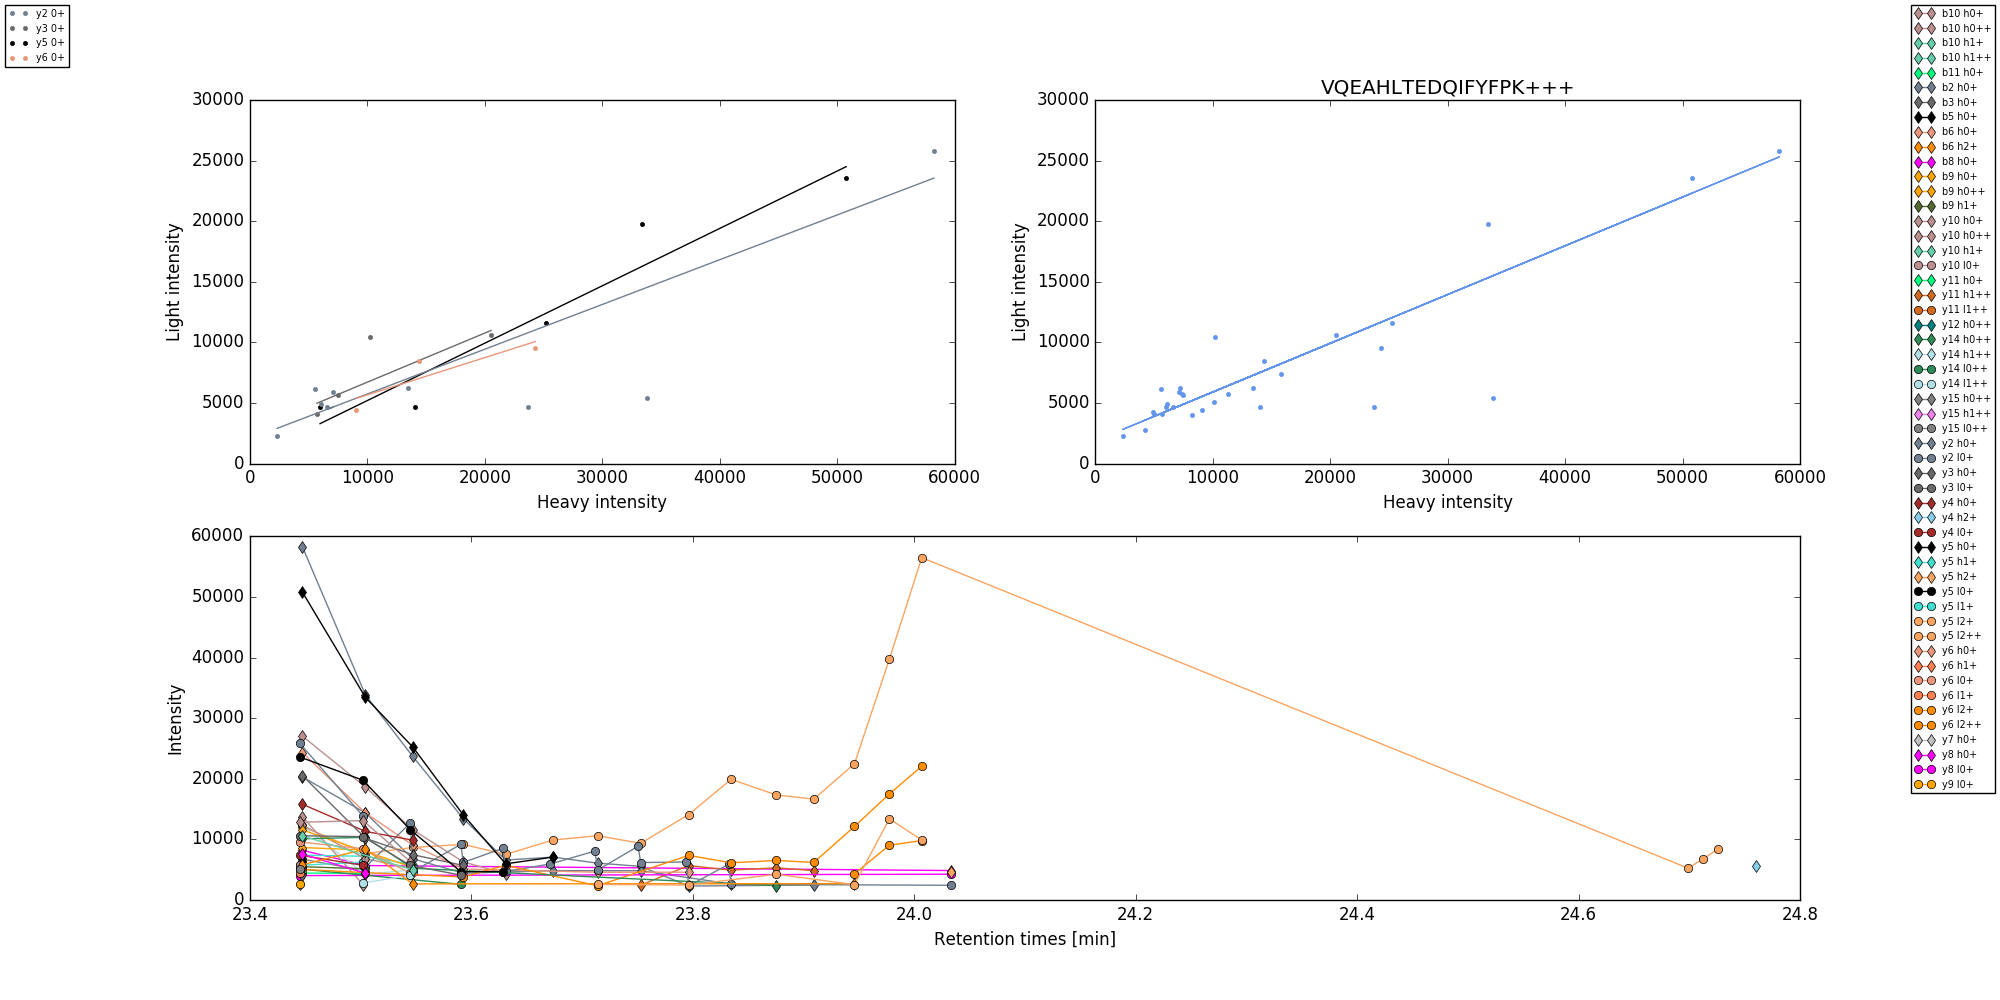 y2 0+
y3 0+
y5 0+
y6 0+
VQEAHLTEDQIFYFPK+++
30000
25000
20000
15000
10000
5000
0
Light intensity
0 10000 20000 30000 40000 50000 60000
Heavy intensity
30000
25000
20000
15000
10000
5000
0
Light intensity
0 10000 20000 30000 40000 50000 60000
Heavy intensity
60000
50000
40000
30000
20000
10000
0
Intensity
23.4 23.6 23.8 24.0 24.2 24.4 24.6 24.8
Retention times [min]
b10 h0+
b10 h0++
b10 h1+
b10 h1++
b11 h0+
b2 h0+
b3 h0+
b5 h0+
b6 h0+
b6 h2+
b8 h0+
b9 h0+
b9 h0++
b9 h1+
y10 h0+
y10 h0++
y10 h1+
y10 l0+
y11 h0+
y11 h1++
y11 l1++
y12 h0++
y14 h0++
y14 h1++
y14 l0++
y14 l1++
y15 h0++
y15 h1++
y15 l0++
y2 h0+
y2 l0+
y3 h0+
y3 l0+
y4 h0+
y4 h2+
y4 l0+
y5 h0+
y5 h1+
y5 h2+
y5 l0+
y5 l1+
y5 l2+
y5 l2++
y6 h0+
y6 h1+
y6 l0+
y6 l1+
y6 l2+
y6 l2++
y7 h0+
y8 h0+
y8 l0+
y9 l0+